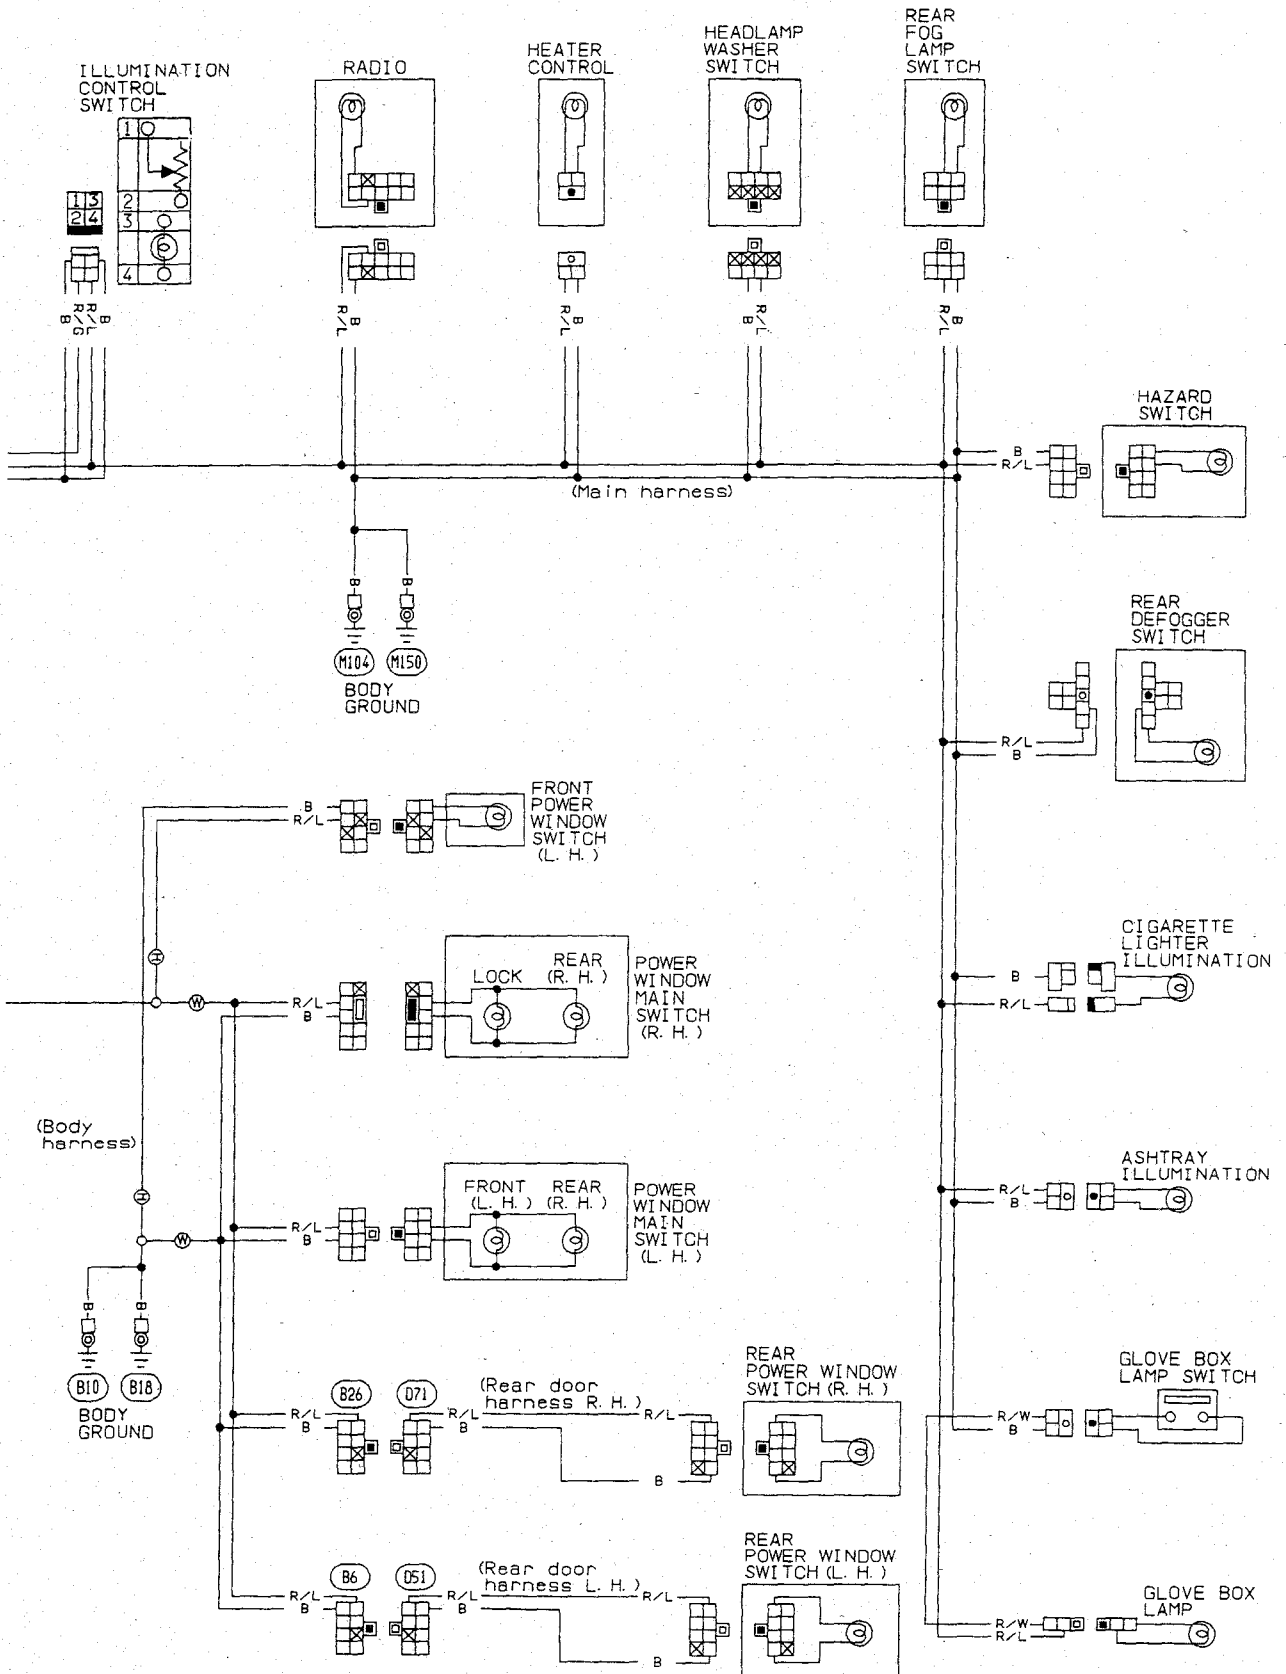 ILLUMINATION
CONTROL
SWITCH
RADIO
HEATER
CONTROL
HEADLAMP
WASHER
SWITCH
REAR
FOG
LAMP
SWITCH
1
2
3
4
1 3
2 4
B
R/G
R/L
B
R/L
B
R/L
B
B
R/L
R/L
B
HAZARD
SWITCH
B
R/L
(Main harness)
B
B
M104
M150
BODY
GROUND
REAR
DEFOGGER
SWITCH
R/L
B
FRONT
POWER
WINDOW
SWITCH
(L. H.)
B
R/L
H
CIGARETTE
LIGHTER
ILLUMINATION
B
R/L
LOCK
REAR
(R. H.)
POWER
WINDOW
MAIN
SWITCH
(R. H.)
W
R/L
B
(Body
harness)
H
W
FRONT
(L. H.)
REAR
(R. H.)
POWER
WINDOW
MAIN
SWITCH
(L. H.)
R/L
B
ASHTRAY
ILLUMINATION
R/L
B
B
B
B10
B18
BODY
GROUND
B26
D71
(Rear door
harness R. H.)
R/L
B
R/L
B
R/L
B
REAR
POWER WINDOW
SWITCH (R. H.)
GLOVE BOX
LAMP SWITCH
R/W
B
B6
D51
(Rear door
harness L. H.)
R/L
B
R/L
B
R/L
B
REAR
POWER WINDOW
SWITCH (L. H.)
GLOVE BOX
LAMP
R/W
R/L